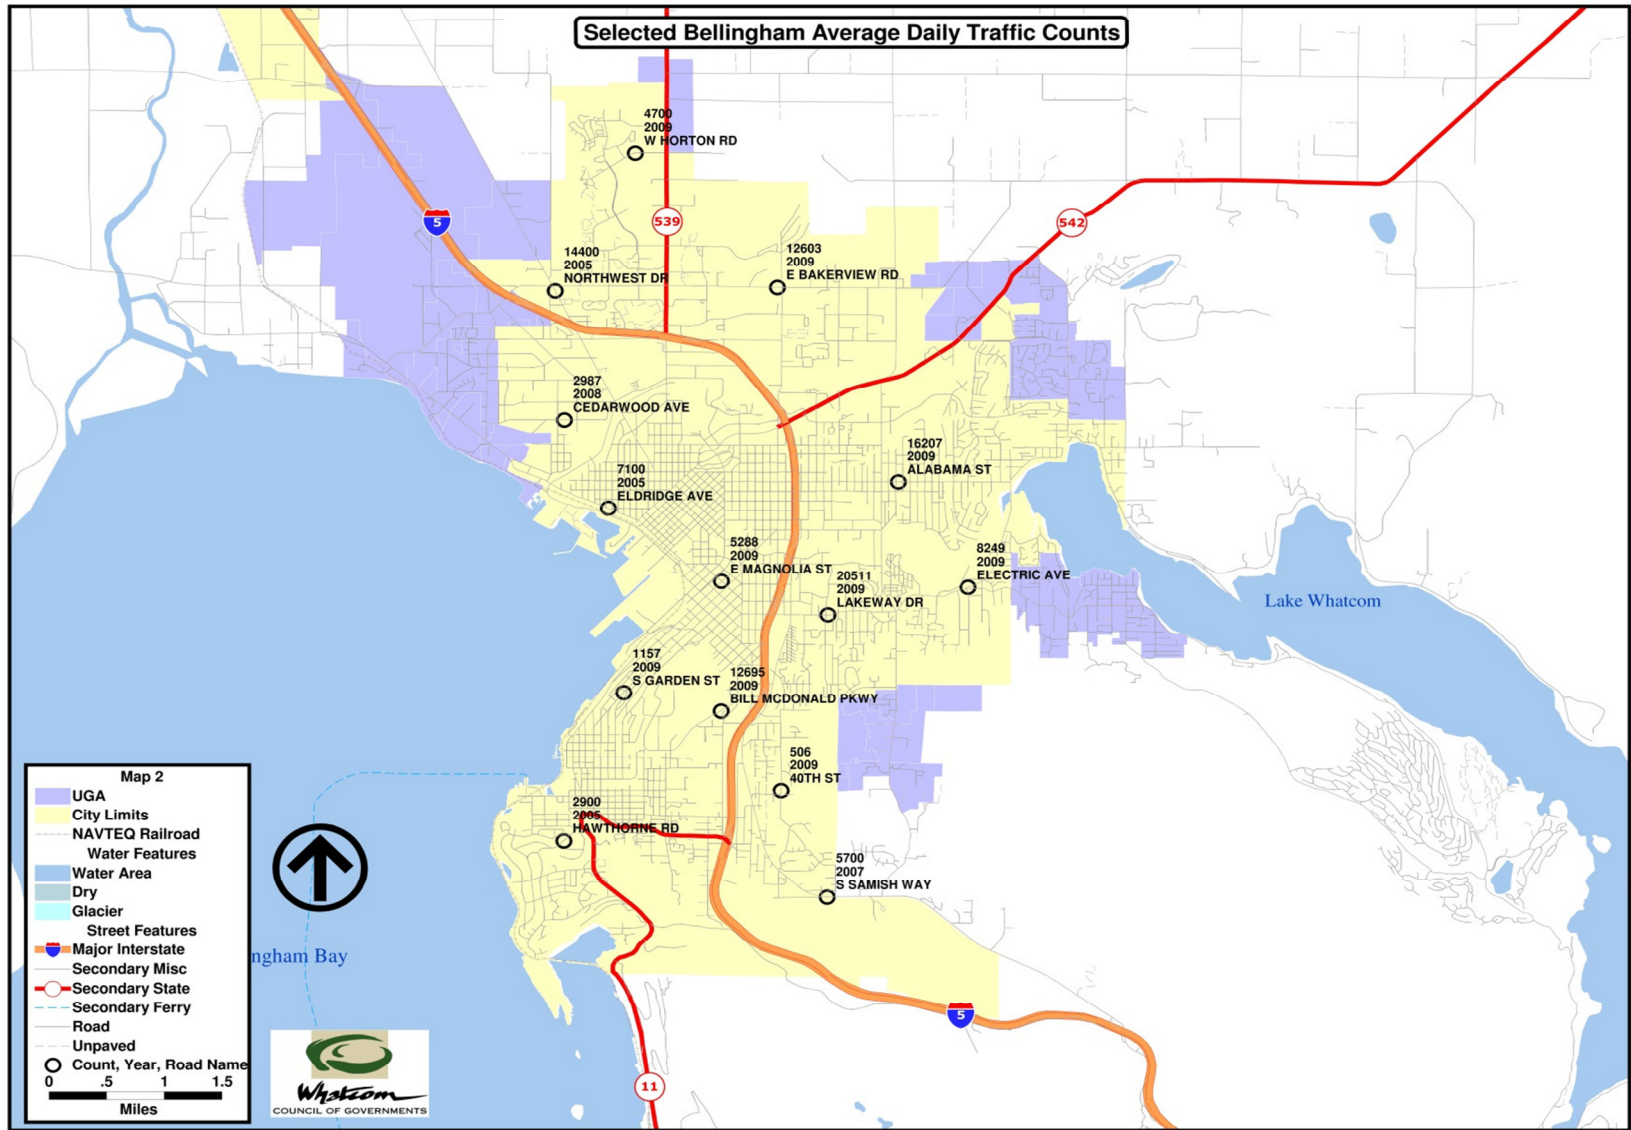 Selected Bellingham Average Daily Traffic Counts
4700
2009
W HORTON RD
5
539
542
14400
2005
NORTHWEST DR
12603
2009
E BAKERVIEW RD
2987
2008
CEDARWOOD AVE
16207
2009
ALABAMA ST
7100
2005
ELDRIDGE AVE
5288
2009
E MAGNOLIA ST
8249
2009
ELECTRIC AVE
20511
2009
LAKEWAY DR
Lake Whatcom
1157
2009
S GARDEN ST
12695
2009
BILL MCDONALD PKWY
506
2009
40TH ST
2900
2005
HAWTHORNE RD
5700
2007
S SAMISH WAY
ngham Bay
5
11
Map 2
UGA
City Limits
NAVTEQ Railroad
Water Features
Water Area
Dry
Glacier
Street Features
Major Interstate
Secondary Misc
Secondary State
Secondary Ferry
Road
Unpaved
Count, Year, Road Name
0 .5 1 1.5
Miles
Whatcom
COUNCIL OF GOVERNMENTS